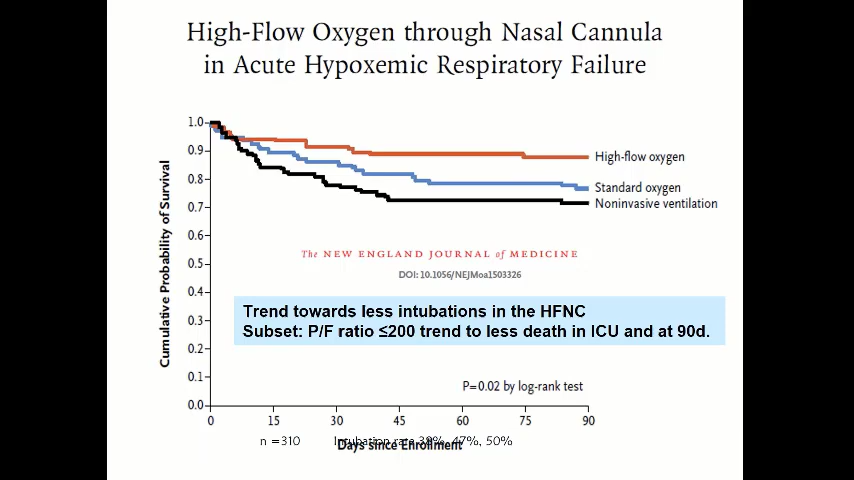 High-Flow Oxygen through Nasal Cannula
in Acute Hypoxemic Respiratory Failure
Cumulative Probability of Survival
1.0
0.9
0.8
0.7
0.6
0.5
0.4
0.3
0.2
0.1
0.0
High-flow oxygen
Standard oxygen
Noninvasive ventilation
The NEW ENGLAND JOURNAL of MEDICINE
DOI: 10.1056/NEJMoa1503326
Trend towards less intubations in the HFNC
Subset: P/F ratio ≤200 trend to less death in ICU and at 90d.
P=0.02 by log-rank test
0 15 30 45 60 75 90
n =310 Intubation rate 38%, 47%, 50%
Days since Enrollment